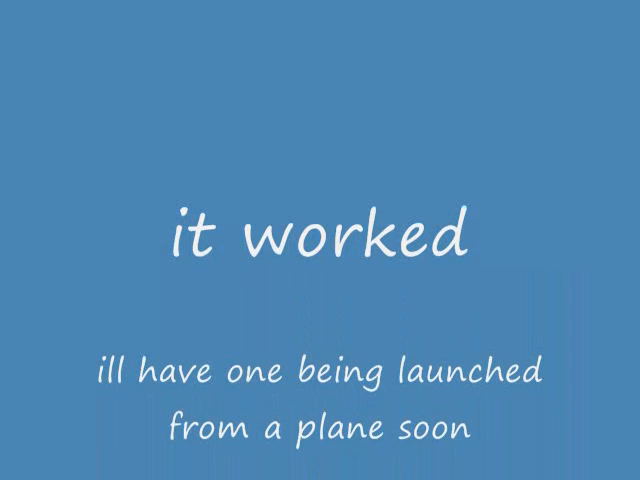 it worked
ill have one being launched
from a plane soon